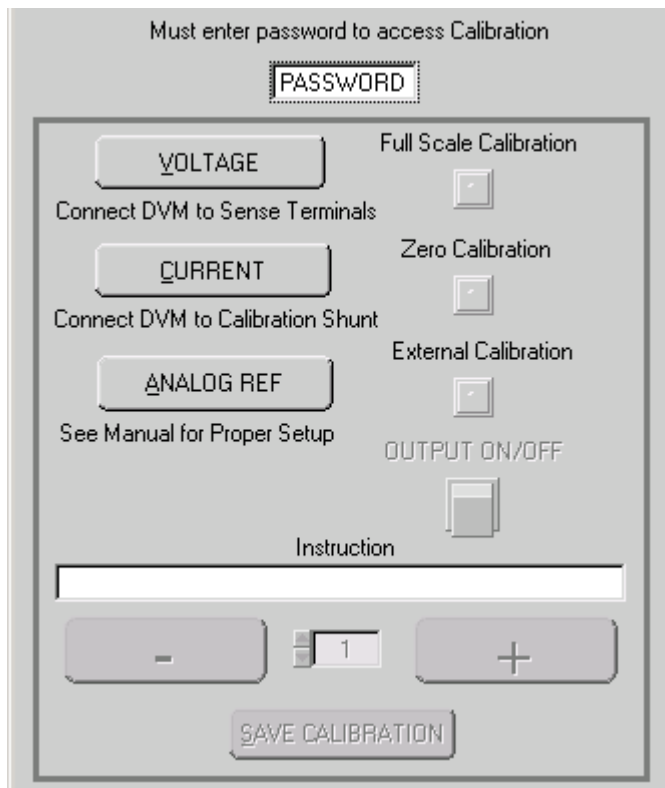 Must enter password to access Calibration
PASSWORD
VOLTAGE
Full Scale Calibration
Connect DVM to Sense Terminals
CURRENT
Zero Calibration
Connect DVM to Calibration Shunt
External Calibration
ANALOG REF
See Manual for Proper Setup
OUTPUT ON/OFF
Instruction
-
1
+
SAVE CALIBRATION